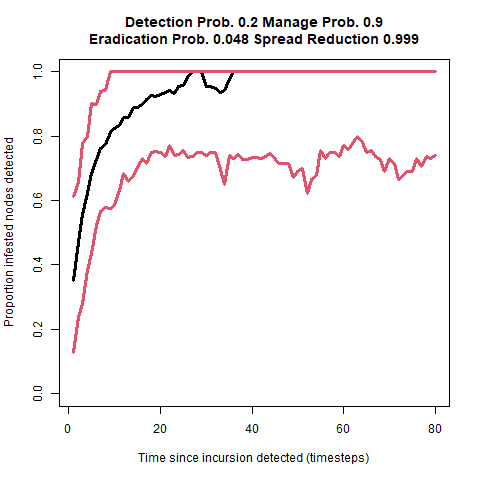 Detection Prob. 0.2 Manage Prob. 0.9
Eradication Prob. 0.048 Spread Reduction 0.999
Proportion infested nodes detected
1.0
0.8
0.6
0.4
0.2
0.0
0 20 40 60 80
Time since incursion detected (timesteps)